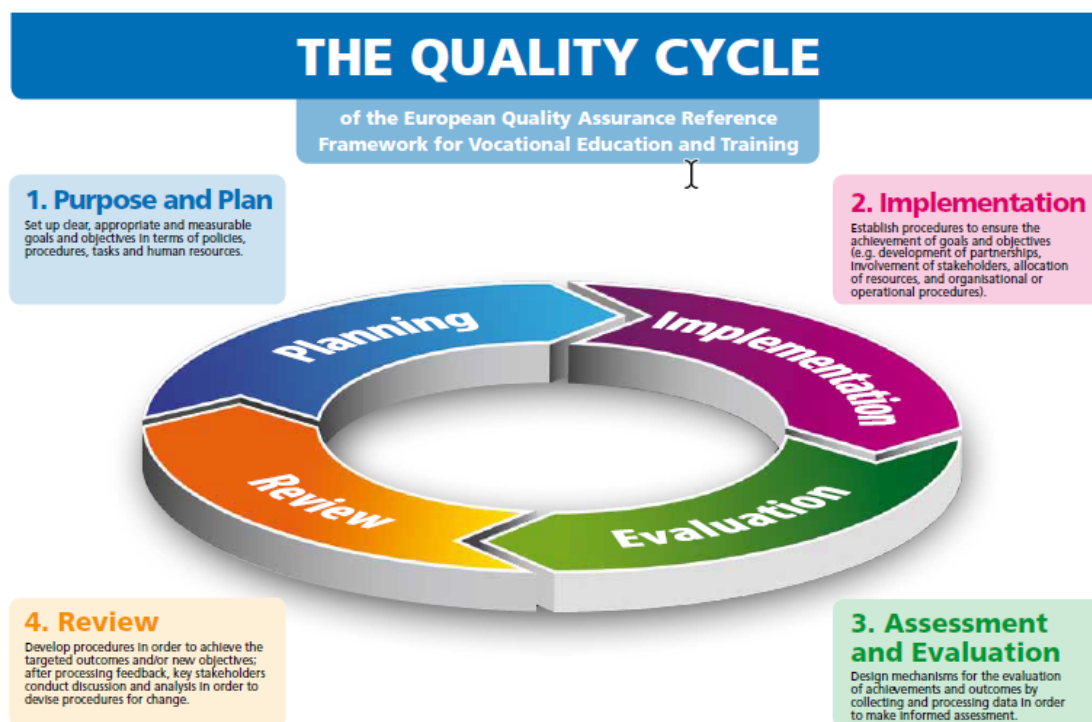 THE QUALITY CYCLE
of the European Quality Assurance Reference
Framework for Vocational Education and Training
1. Purpose and Plan
Set up clear, appropriate and measurable
goals and objectives in terms of policies,
procedures, tasks and human resources.
2. Implementation
Establish procedures to ensure the
achievement of goals and objectives
(e.g. development of partnerships,
involvement of stakeholders, allocation
of resources, and organisational or
operational procedures).
Planning
Implementation
Review
Evaluation
4. Review
Develop procedures in order to achieve the
targeted outcomes and/or new objectives;
after processing feedback, key stakeholders
conduct discussion and analysis in order to
devise procedures for change.
3. Assessment
and Evaluation
Design mechanisms for the evaluation
of achievements and outcomes by
collecting and processing data in order
to make informed assessment.